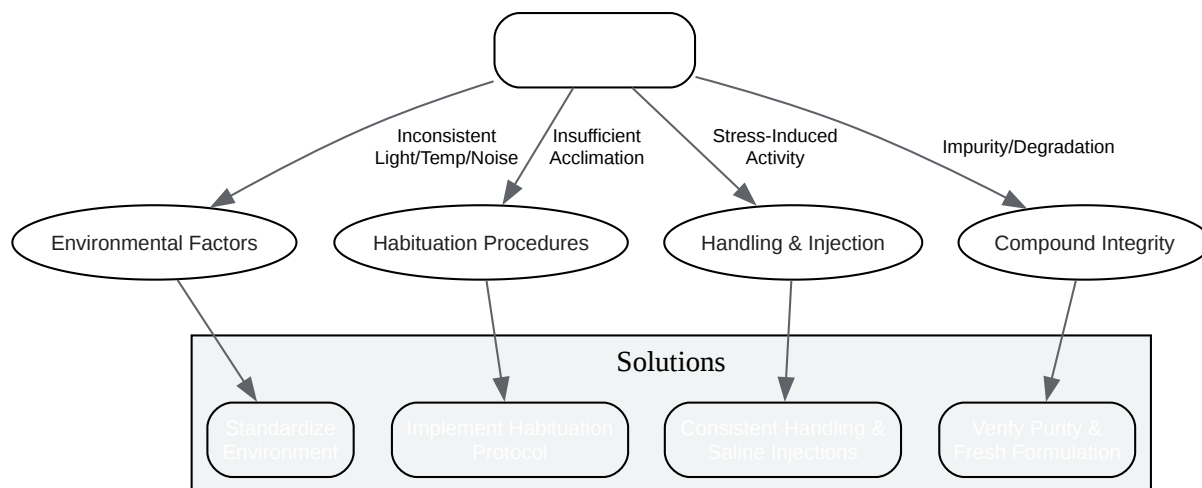 Inconsistent
Light/Temp/Noise
Insufficient
Acclimation
Stress-Induced
Activity
Impurity/Degradation
Environmental Factors
Habituation Procedures
Handling & Injection
Compound Integrity
Solutions
Standardize
Environment
Implement Habituation
Protocol
Consistent Handling &
Saline Injections
Verify Purity &
Fresh Formulation